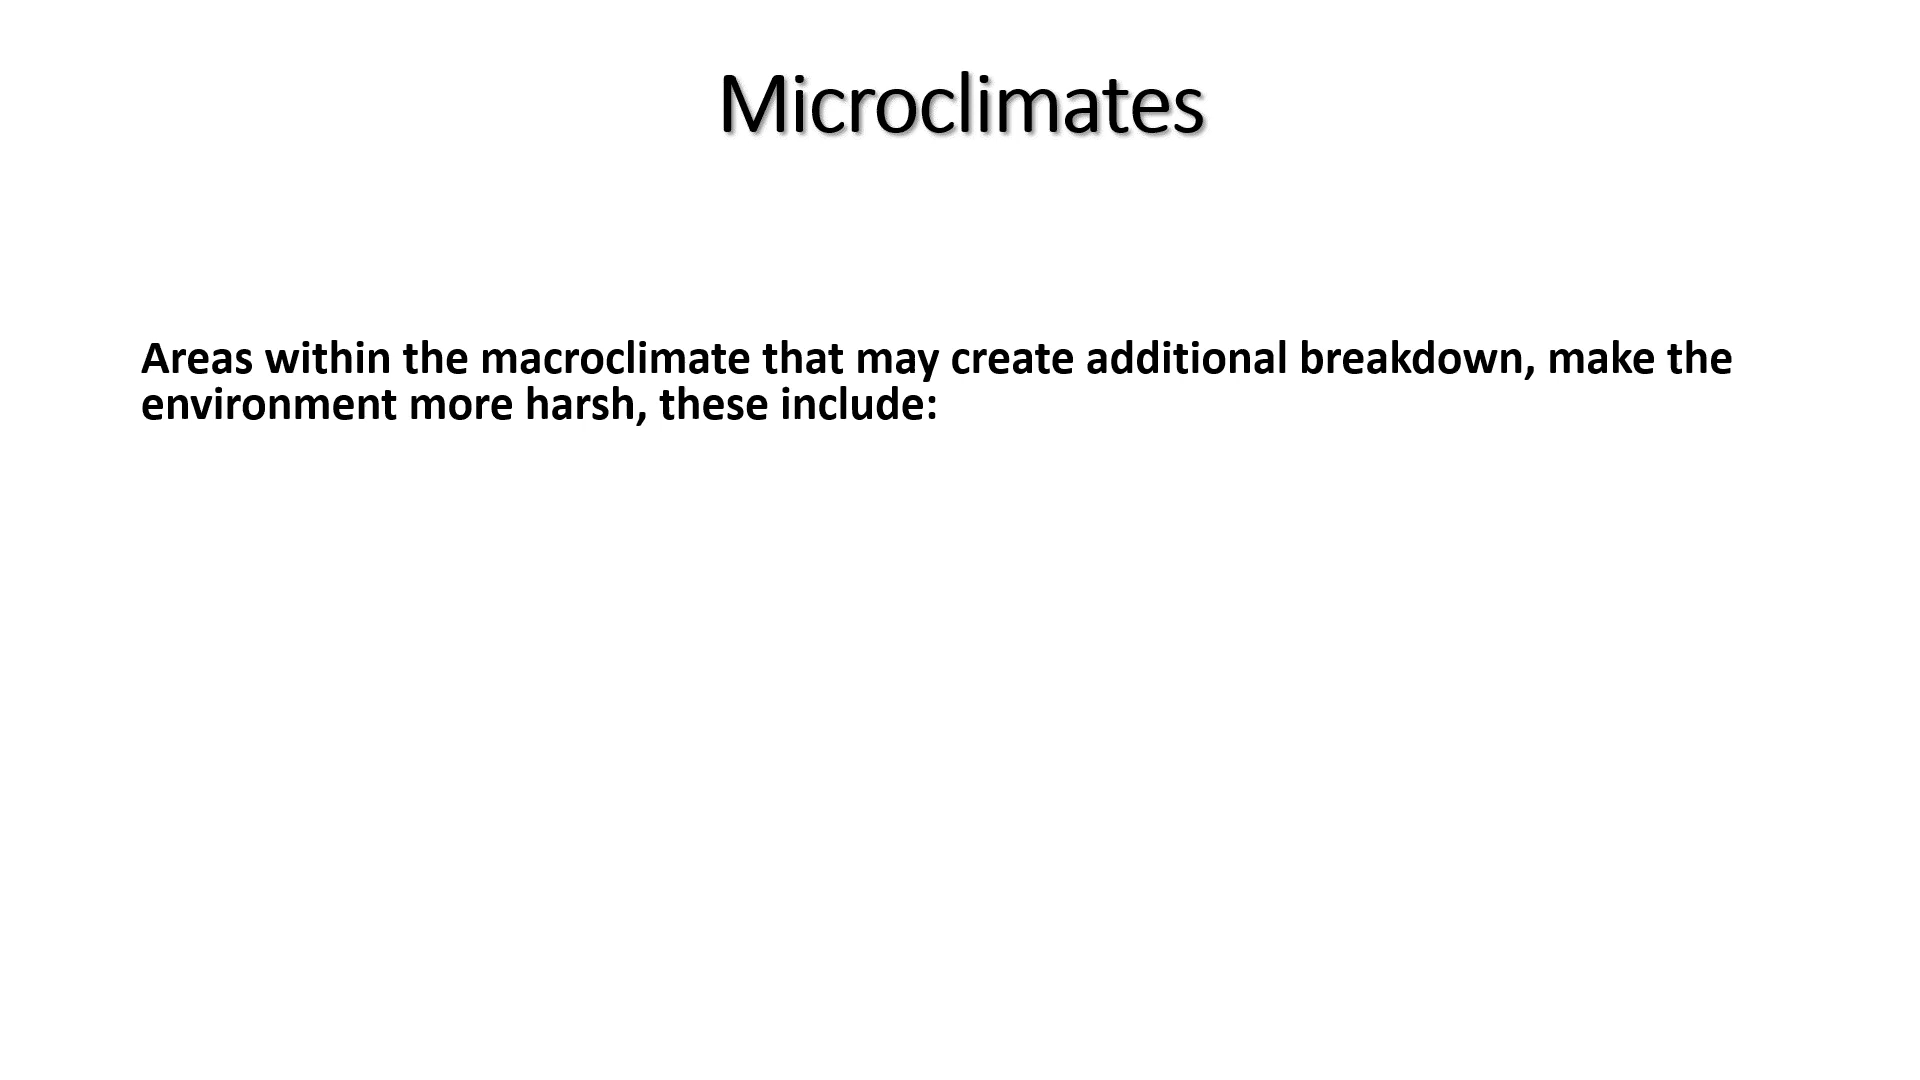 Microclimates
Areas within the macroclimate that may create additional breakdown, make the
environment more harsh, these include: